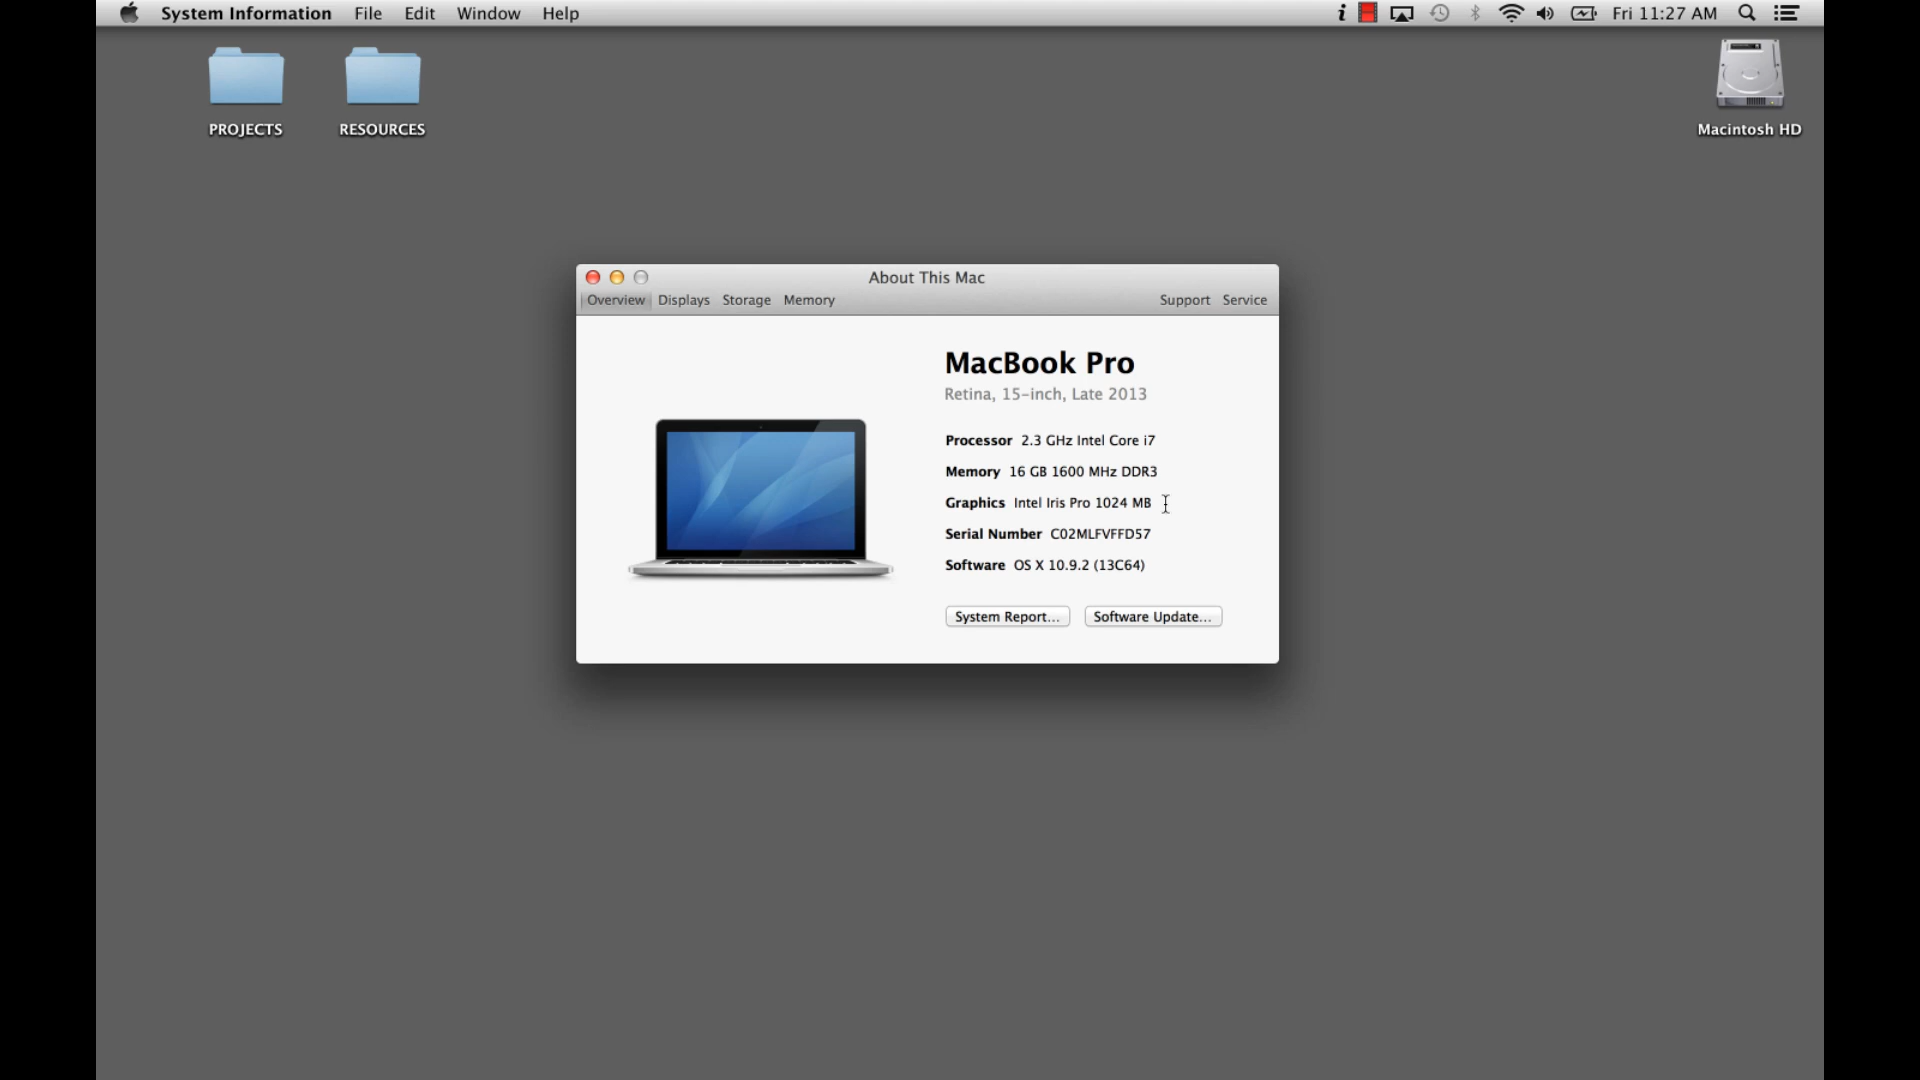 System Information File Edit Window Help
i Fri 11:27 AM
PROJECTS RESOURCES Macintosh HD
About This Mac
Overview Displays Storage Memory Support Service
MacBook Pro
Retina, 15-inch, Late 2013
Processor 2.3 GHz Intel Core i7
Memory 16 GB 1600 MHz DDR3
Graphics Intel Iris Pro 1024 MB
Serial Number C02MLFVFFD57
Software OS X 10.9.2 (13C64)
System Report... Software Update...